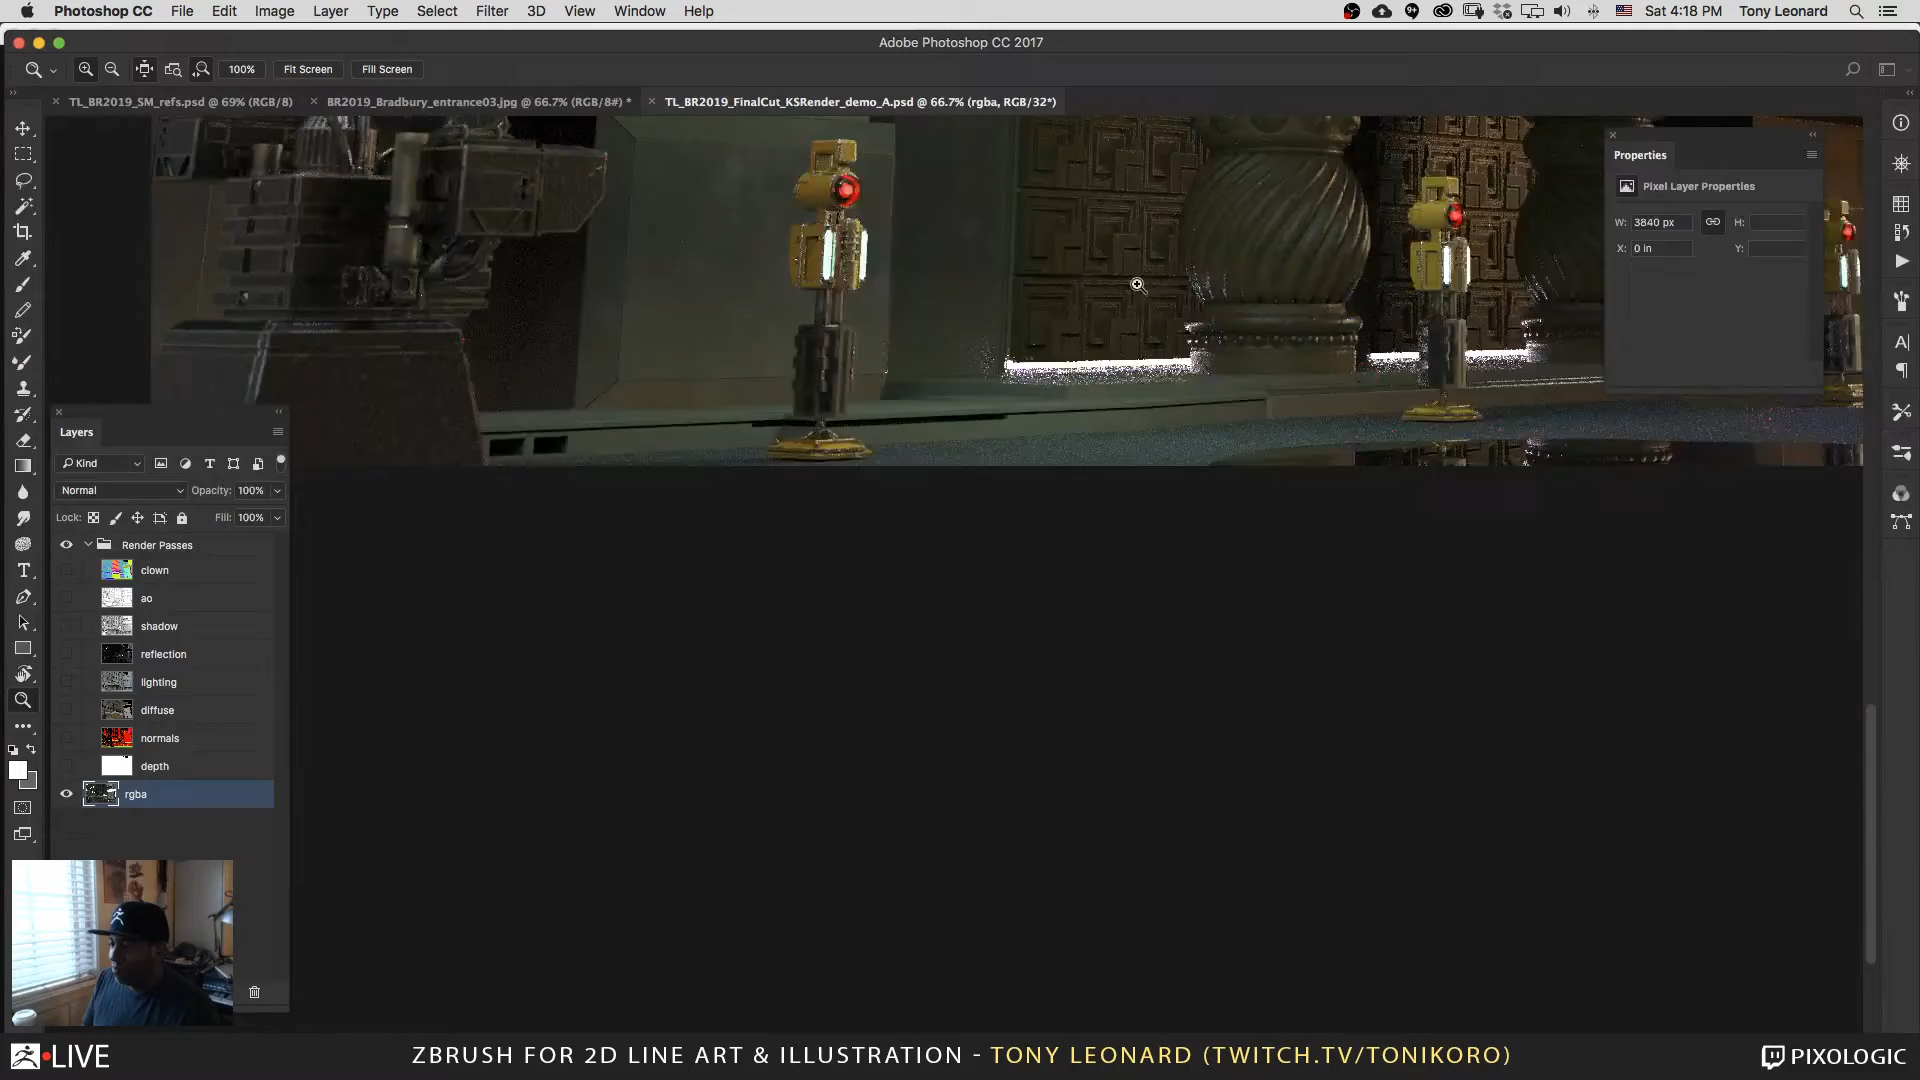 Photoshop CC File Edit Image Layer Type Select Filter 3D View Window Help Sat 4:18 PM Tony Leonard
Adobe Photoshop CC 2017
100% Fit Screen Fill Screen
TL_BR2019_SM_refs.psd @ 69% (RGB/8) BR2019_Bradbury_entrance03.jpg @ 66.7% (RGB/8#) * TL_BR2019_FinalCut_KSRender_demo_A.psd @ 66.7% (rgba, RGB/32*)
Properties
Pixel Layer Properties
W: 3840 px H:
X: 0 in Y:
Layers
Kind
Normal Opacity: 100%
Lock: Fill: 100%
Render Passes
clown
ao
shadow
reflection
lighting
diffuse
normals
depth
rgba
LIVE ZBRUSH FOR 2D LINE ART & ILLUSTRATION - TONY LEONARD (TWITCH.TV/TONIKORO) PIXOLOGIC